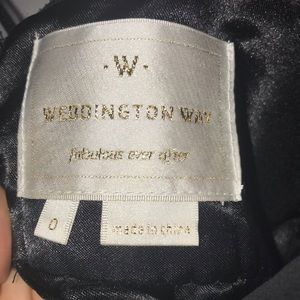 ·W·
WEDDINGTON WAY
fabulous ever after
0
made in china